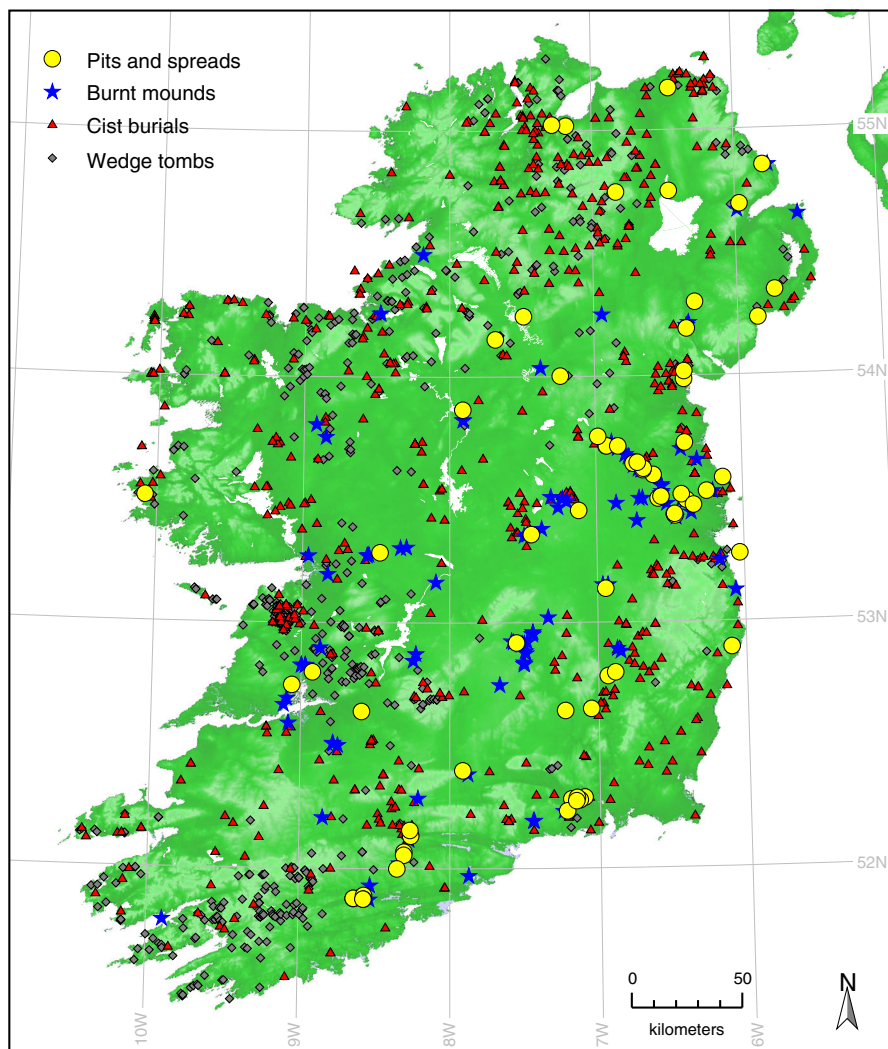 Pits and spreads
Burnt mounds
Cist burials
Wedge tombs
55N
54N
53N
52N
10W
9W
8W
7W
6W
0 50
kilometers
N